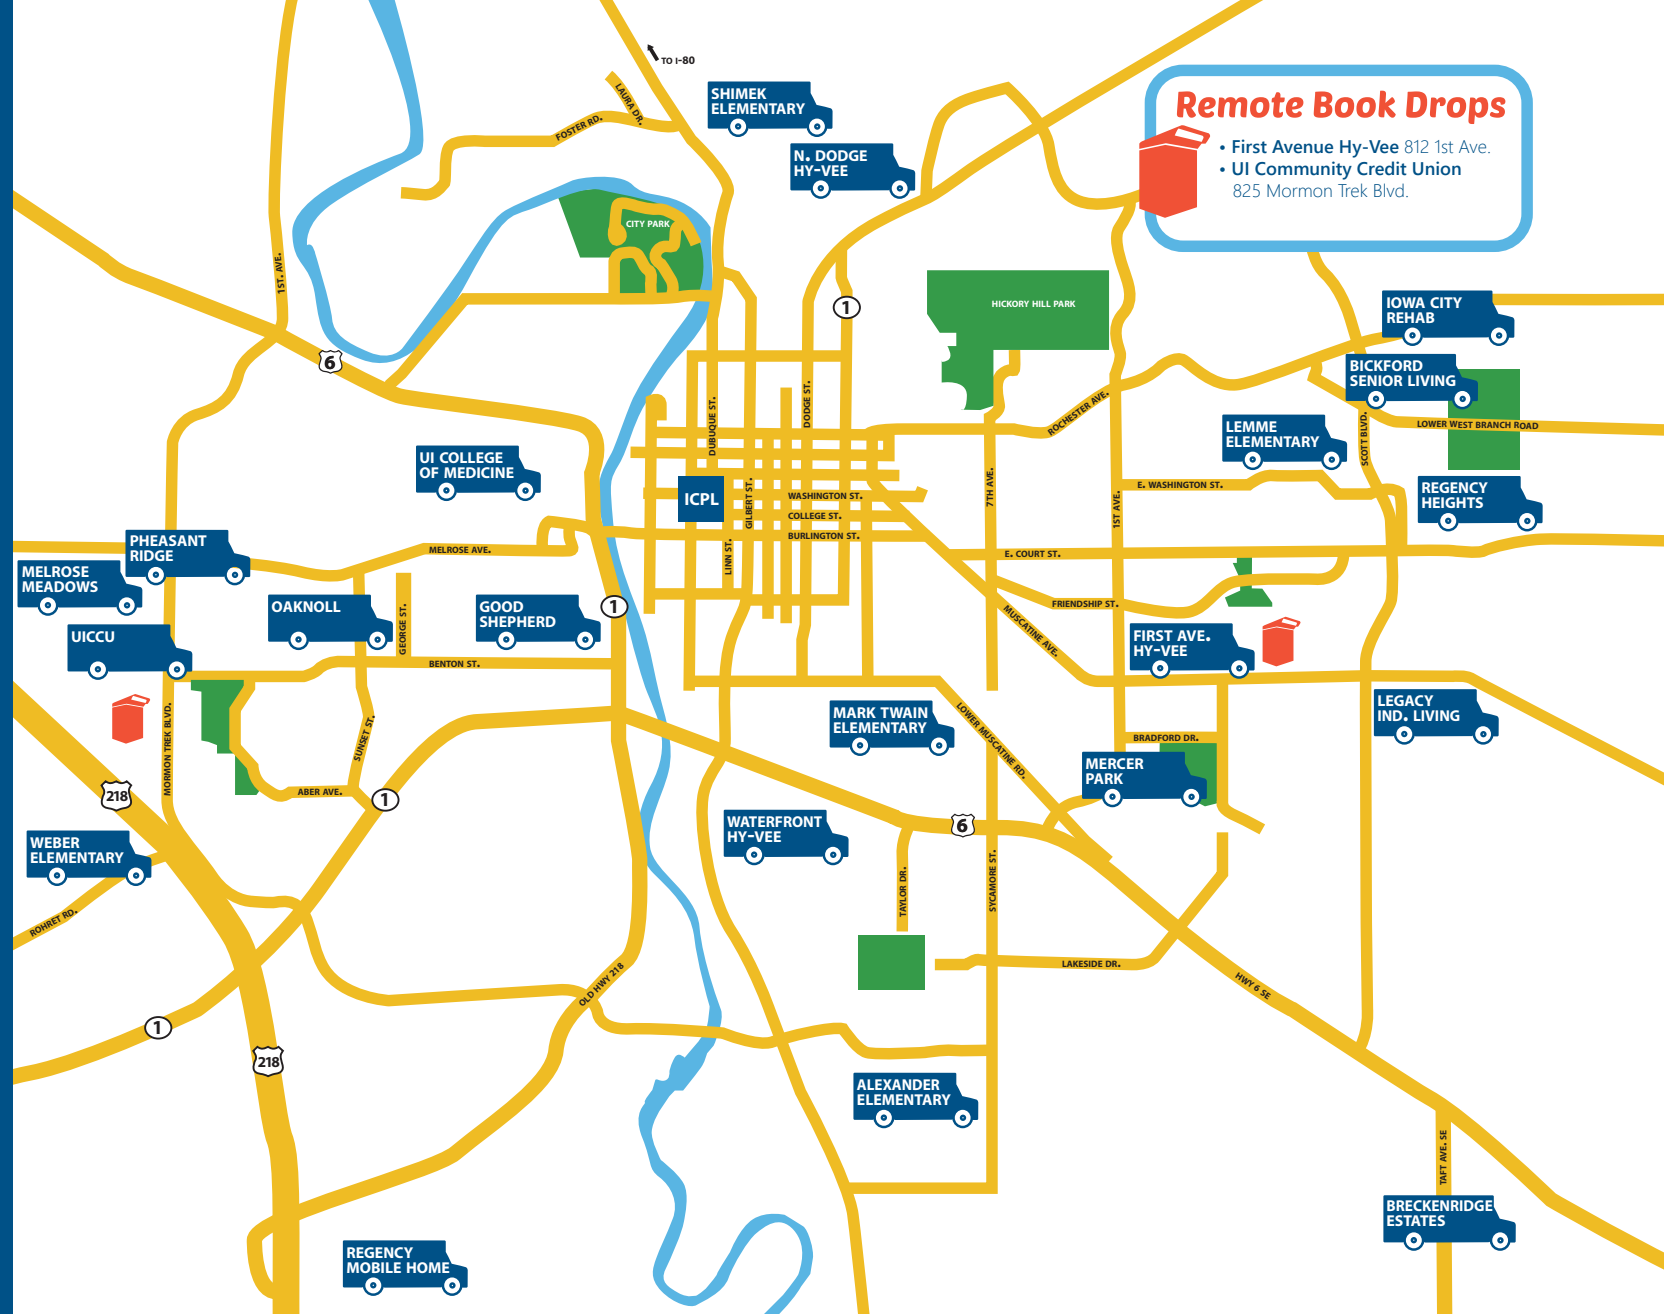 TO I-80
LAURA DR.
FOSTER RD.
SHIMEK
ELEMENTARY
N. DODGE
HY-VEE
Remote Book Drops
• First Avenue Hy-Vee 812 1st Ave.
• UI Community Credit Union
825 Mormon Trek Blvd.
CITY PARK
1ST. AVE.
6
1
HICKORY HILL PARK
IOWA CITY
REHAB
BICKFORD
SENIOR LIVING
LOWER WEST BRANCH ROAD
SCOTT BLVD.
ROCHESTER AVE.
DUBUQUE ST.
DODGE ST.
LEMME
ELEMENTARY
UI COLLEGE
OF MEDICINE
ICPL
GILBERT ST.
WASHINGTON ST.
COLLEGE ST.
BURLINGTON ST.
LINN ST.
7TH AVE.
1ST AVE.
E. WASHINGTON ST.
REGENCY
HEIGHTS
PHEASANT
RIDGE
MELROSE AVE.
E. COURT ST.
MELROSE
MEADOWS
OAKNOLL
GEORGE ST.
GOOD
SHEPHERD
1
FRIENDSHIP ST.
MUSCATINE AVE.
UICCU
BENTON ST.
FIRST AVE.
HY-VEE
LEGACY
IND. LIVING
MORMON TREK BLVD.
SUNSET ST.
MARK TWAIN
ELEMENTARY
LOWER MUSCATINE RD.
BRADFORD DR.
MERCER
PARK
218
ABER AVE.
1
WATERFRONT
HY-VEE
6
WEBER
ELEMENTARY
TAYLOR DR.
SYCAMORE ST.
ROHRET RD.
LAKESIDE DR.
OLD HWY 218
HWY 6 SE
1
218
ALEXANDER
ELEMENTARY
TAFT AVE. SE
BRECKENRIDGE
ESTATES
REGENCY
MOBILE HOME